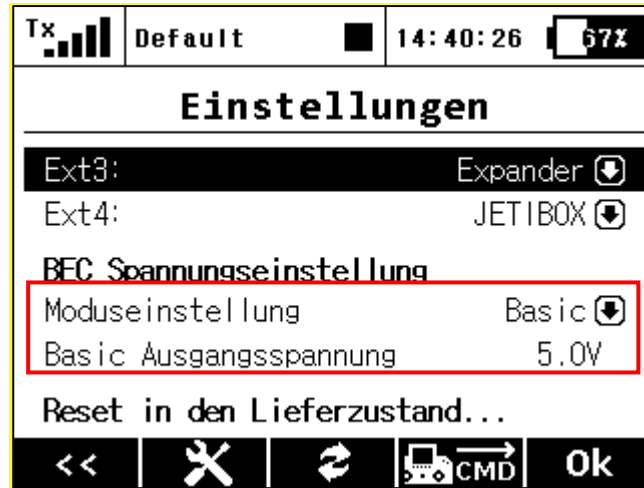 Tx Default 14:40:26 67%
Einstellungen
Ext3: Expander
Ext4: JETIBOX
BEC Spannungseinstellung
Moduseinstellung Basic
Basic Ausgangsspannung 5.0V
Reset in den Lieferzustand...
<< CMD Ok